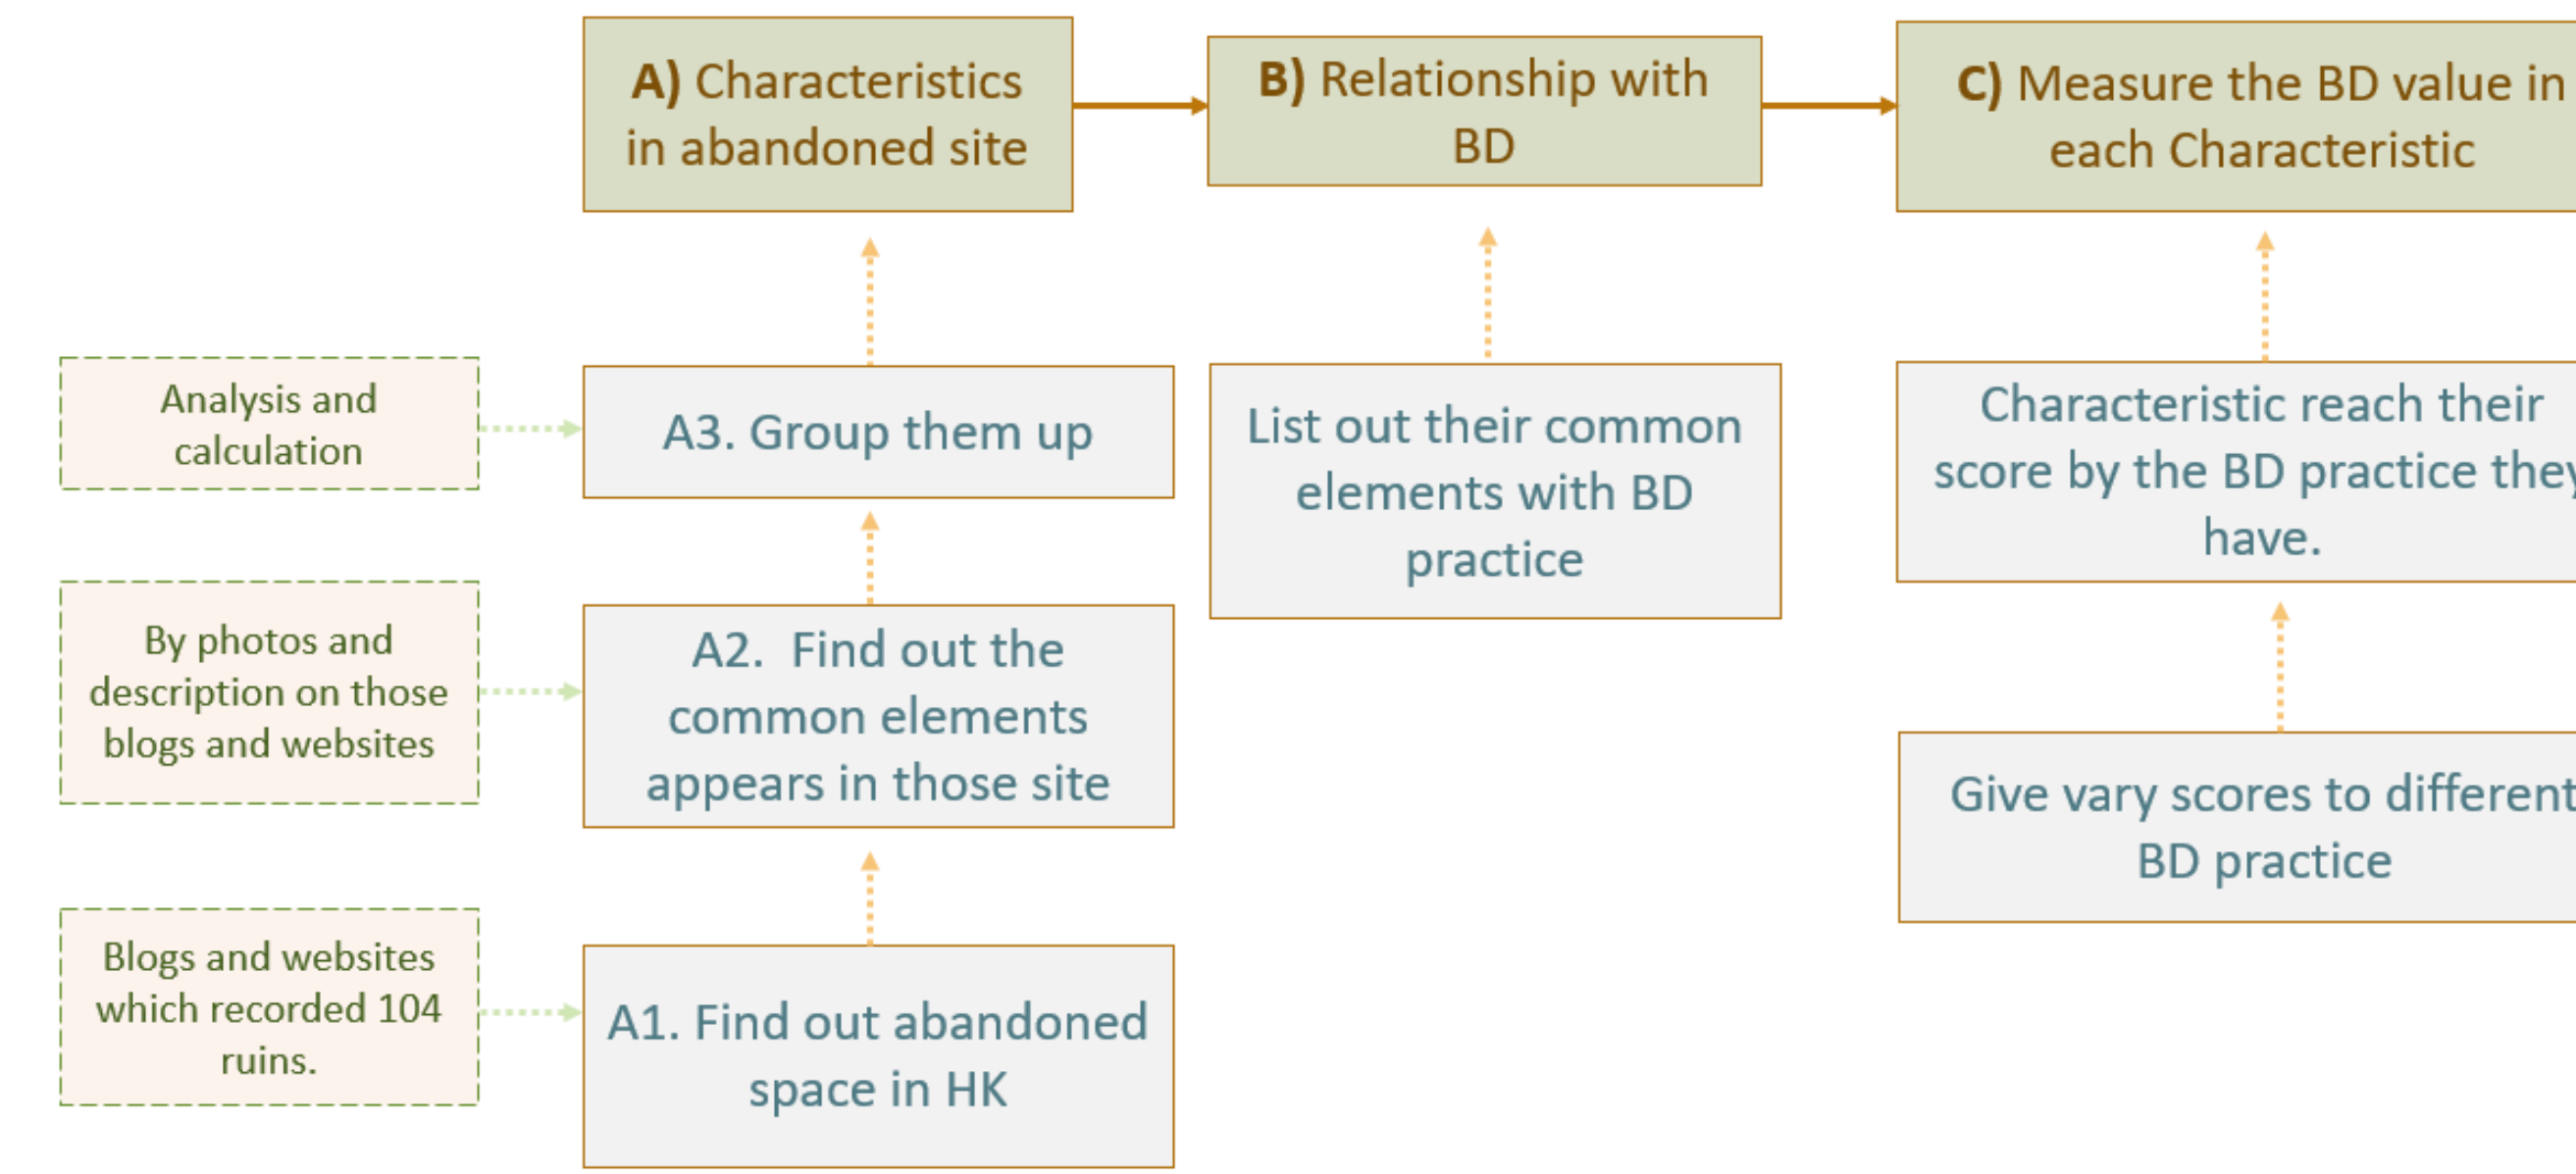 A) Characteristics
in abandoned site
B) Relationship with
BD
C) Measure the BD value in
each Characteristic
Analysis and
calculation
A3. Group them up
List out their common
elements with BD
practice
Characteristic reach their
score by the BD practice they
have.
By photos and
description on those
blogs and websites
A2.  Find out the
common elements
appears in those site
Give vary scores to different
BD practice
Blogs and websites
which recorded 104
ruins.
A1. Find out abandoned
space in HK